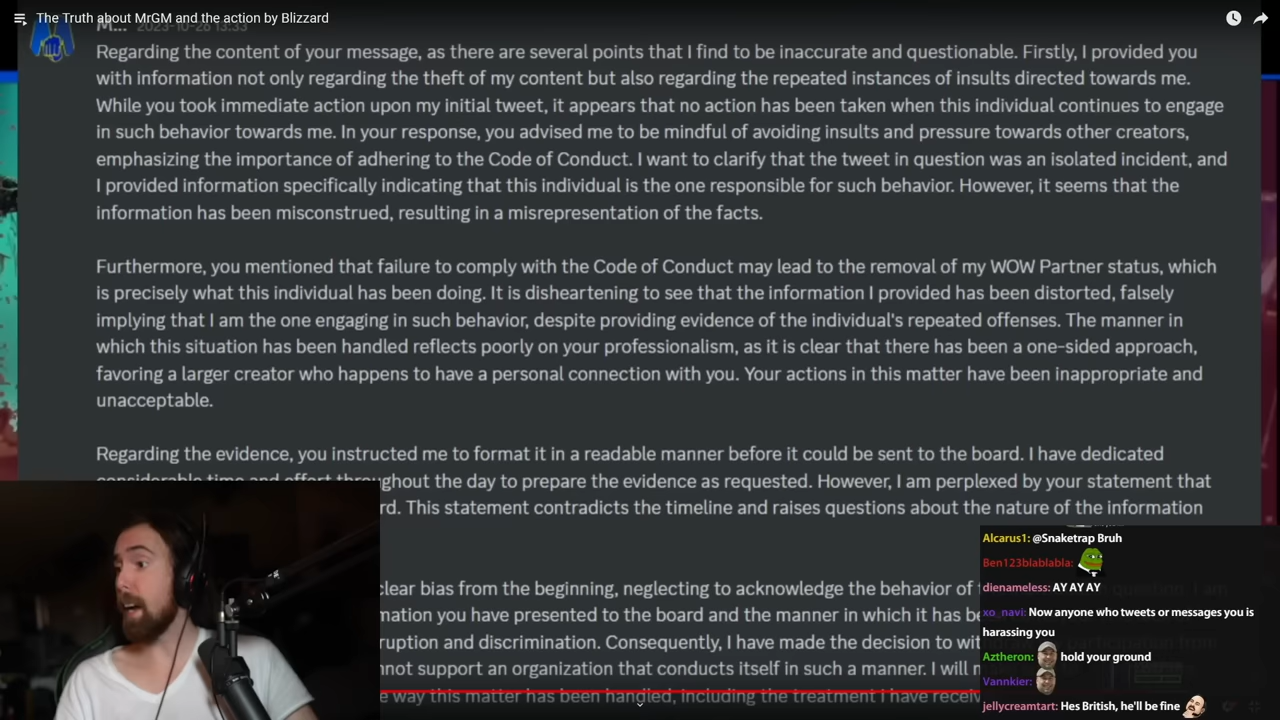 The Truth about MrGM and the action by Blizzard
M... 2023-10-28 13:33
Regarding the content of your message, as there are several points that I find to be inaccurate and questionable. Firstly, I provided you
with information not only regarding the theft of my content but also regarding the repeated instances of insults directed towards me.
While you took immediate action upon my initial tweet, it appears that no action has been taken when this individual continues to engage
in such behavior towards me. In your response, you advised me to be mindful of avoiding insults and pressure towards other creators,
emphasizing the importance of adhering to the Code of Conduct. I want to clarify that the tweet in question was an isolated incident, and
I provided information specifically indicating that this individual is the one responsible for such behavior. However, it seems that the
information has been misconstrued, resulting in a misrepresentation of the facts.
Furthermore, you mentioned that failure to comply with the Code of Conduct may lead to the removal of my WOW Partner status, which
is precisely what this individual has been doing. It is disheartening to see that the information I provided has been distorted, falsely
implying that I am the one engaging in such behavior, despite providing evidence of the individual's repeated offenses. The manner in
which this situation has been handled reflects poorly on your professionalism, as it is clear that there has been a one-sided approach,
favoring a larger creator who happens to have a personal connection with you. Your actions in this matter have been inappropriate and
unacceptable.
Regarding the evidence, you instructed me to format it in a readable manner before it could be sent to the board. I have dedicated
considerable time and effort throughout the day to prepare the evidence as requested. However, I am perplexed by your statement that
rd. This statement contradicts the timeline and raises questions about the nature of the information
clear bias from the beginning, neglecting to acknowledge the behavior of
mation you have presented to the board and the manner in which it has be
ruption and discrimination. Consequently, I have made the decision to wit
not support an organization that conducts itself in such a manner. I will
e way this matter has been handled, including the treatment I have receiv
Alcarus1: @Snaketrap Bruh
Ben123blablabla:
dienameless: AY AY AY
xo_navi: Now anyone who tweets or messages you is
harassing you
Aztheron: hold your ground
Vannkier:
jellycreamtart: Hes British, he'll be fine